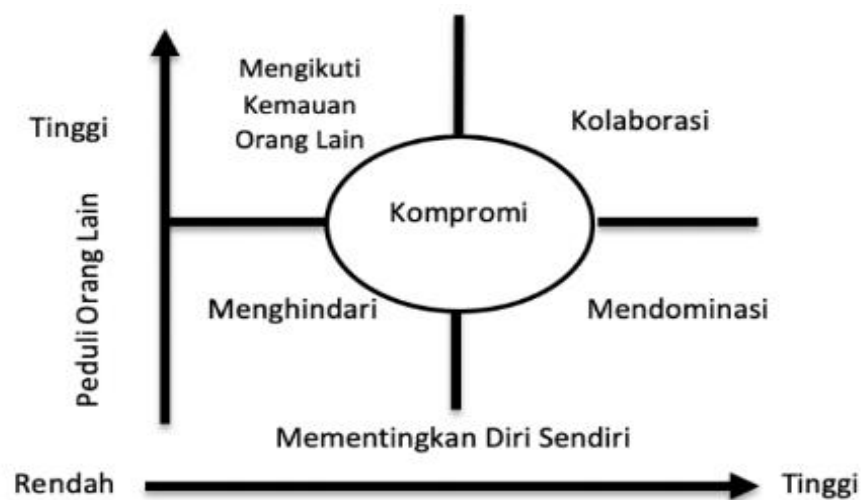 Mengikuti
Kemauan
Orang Lain
Tinggi
Kolaborasi
Kompromi
Peduli Orang Lain
Menghindari
Mendominasi
Mementingkan Diri Sendiri
Rendah
Tinggi